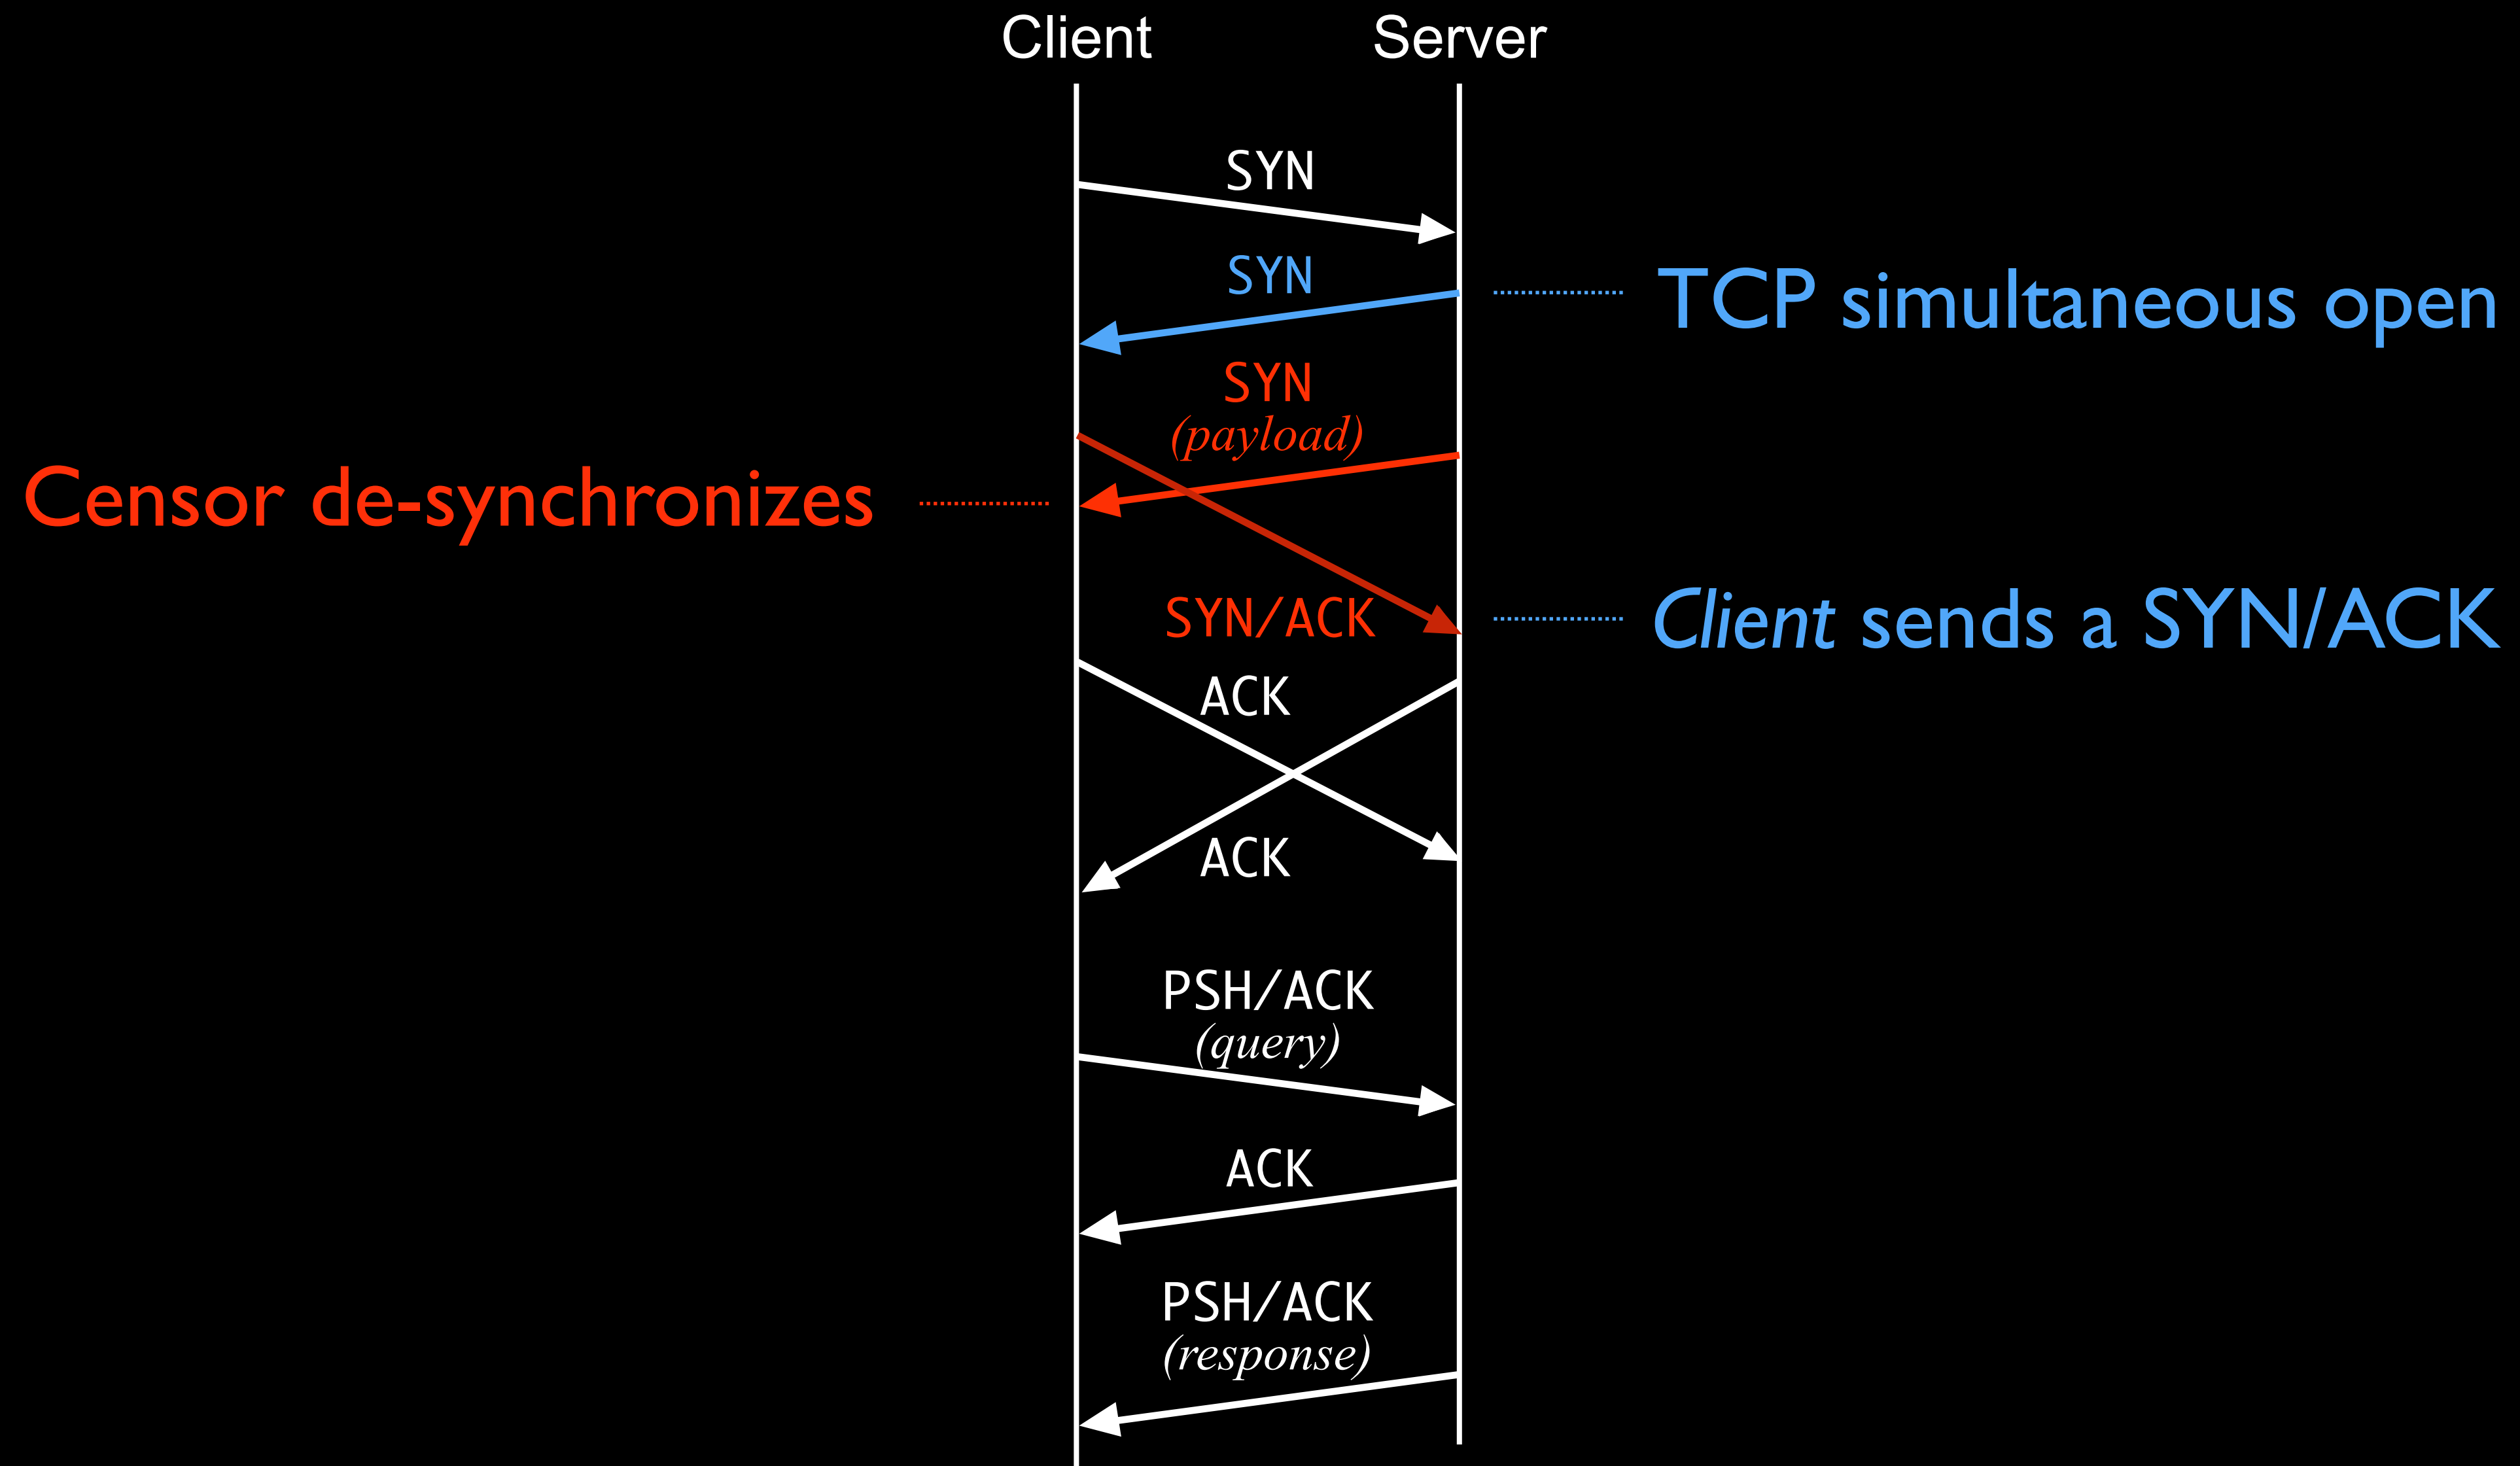 Client Server
SYN
SYN
TCP simultaneous open
SYN
(payload)
Censor de-synchronizes
SYN/ACK
Client sends a SYN/ACK
ACK
ACK
PSH/ACK
(query)
ACK
PSH/ACK
(response)